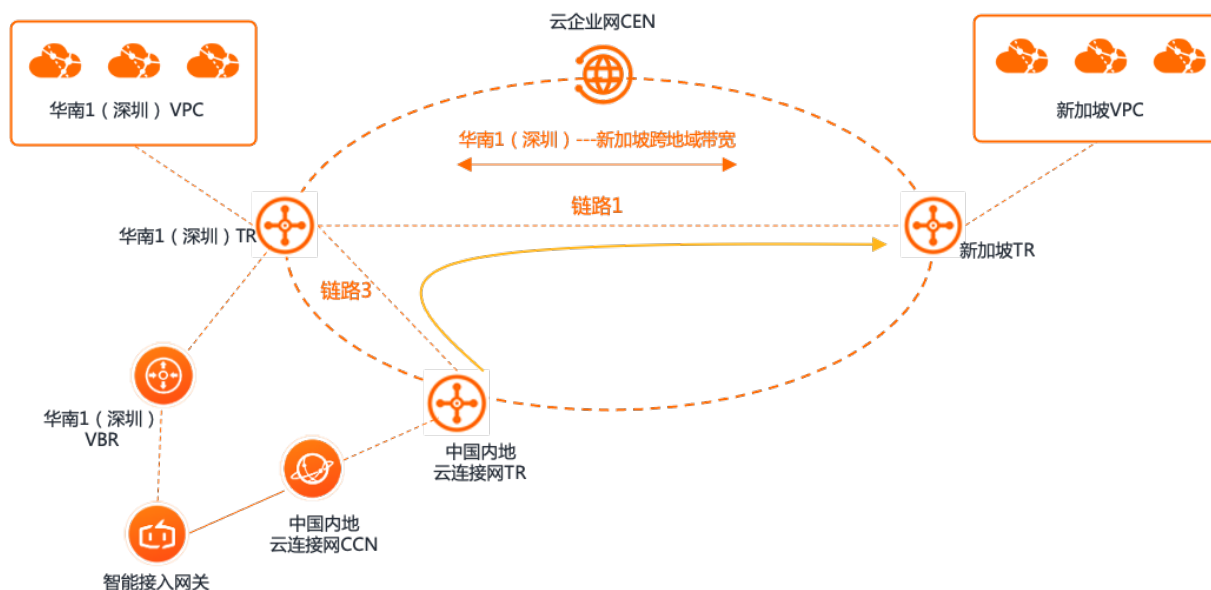 云企业网CEN
华南1（深圳） VPC
新加坡VPC
华南1（深圳）---新加坡跨地域带宽
链路1
华南1（深圳）TR
新加坡TR
链路3
华南1（深圳）
VBR
中国内地
云连接网TR
中国内地
云连接网CCN
智能接入网关